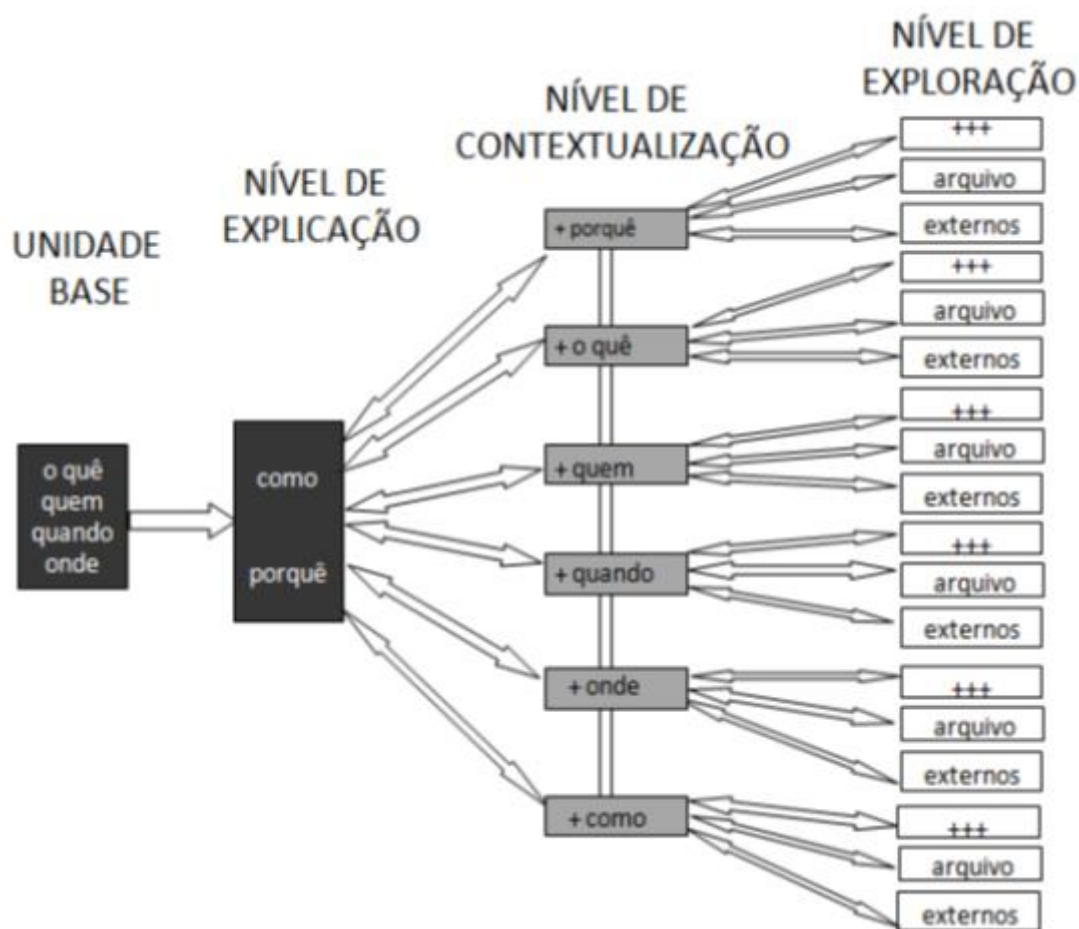 UNIDADE
BASE
o quê
quem
quando
onde
NÍVEL DE
EXPLICAÇÃO
como
porquê
NÍVEL DE
CONTEXTUALIZAÇÃO
+ porquê
+ o quê
+ quem
+ quando
+ onde
+ como
NÍVEL DE
EXPLORAÇÃO
+++
arquivo
externos
+++
arquivo
externos
+++
arquivo
externos
+++
arquivo
externos
+++
arquivo
externos
+++
arquivo
externos